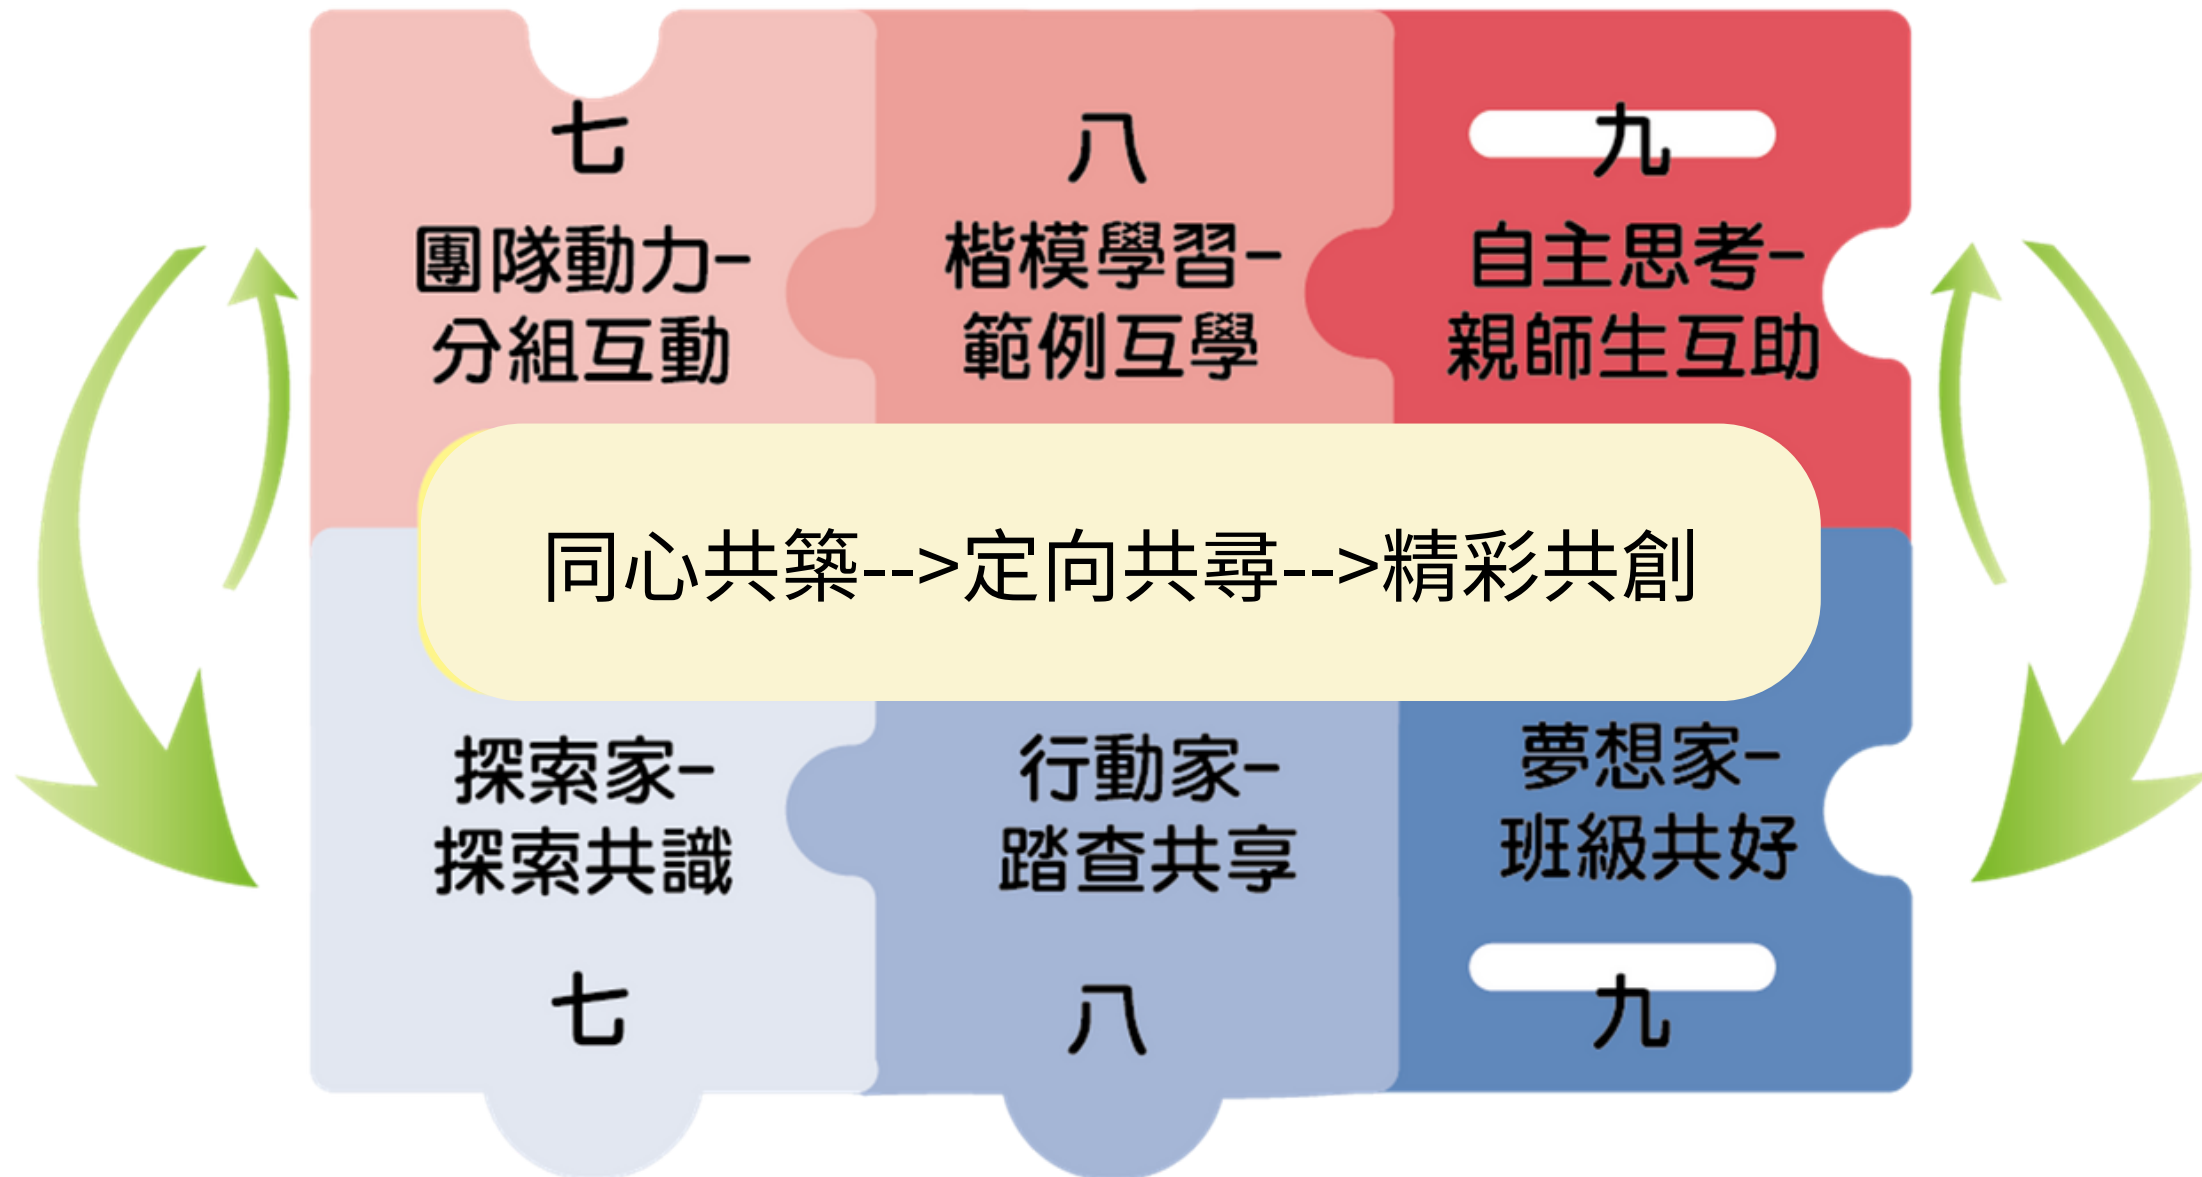 七
團隊動力-
分組互動
八
楷模學習-
範例互學
九
自主思考-
親師生互助
同心共築-->定向共尋-->精彩共創
探索家-
探索共識
七
行動家-
踏查共享
八
夢想家-
班級共好
九